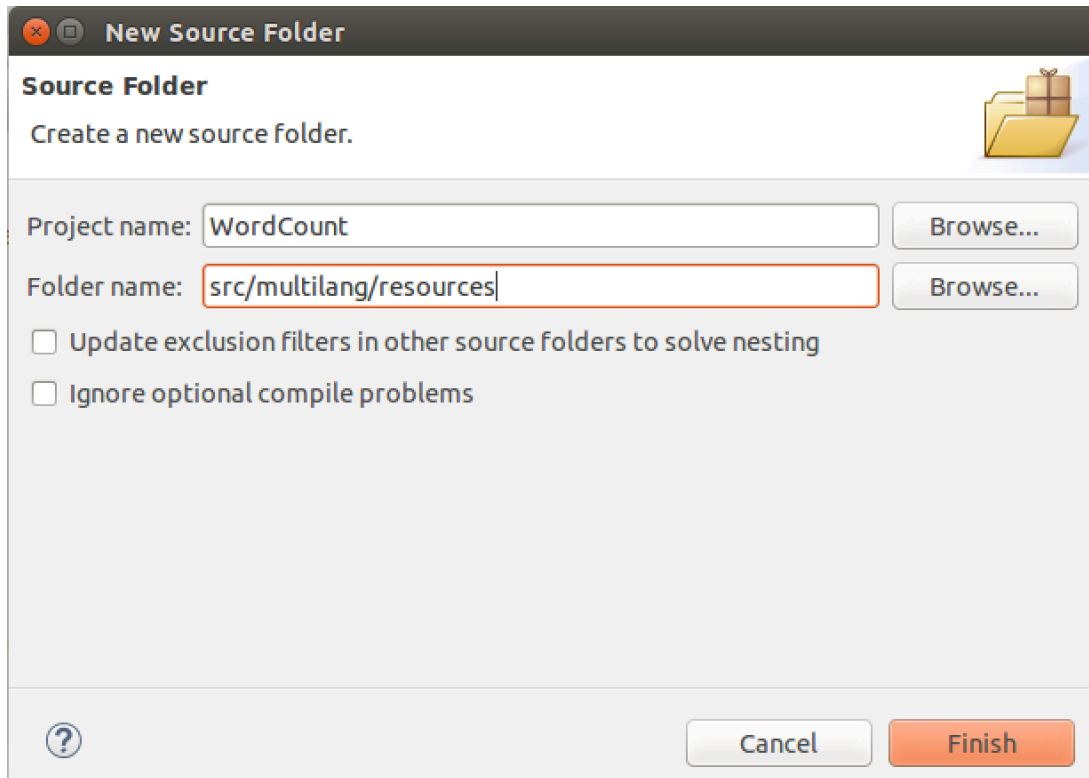 New Source Folder
Source Folder
Create a new source folder.
Project name: WordCount Browse...
Folder name: src/multilang/resources Browse...
Update exclusion filters in other source folders to solve nesting
Ignore optional compile problems
? Cancel Finish